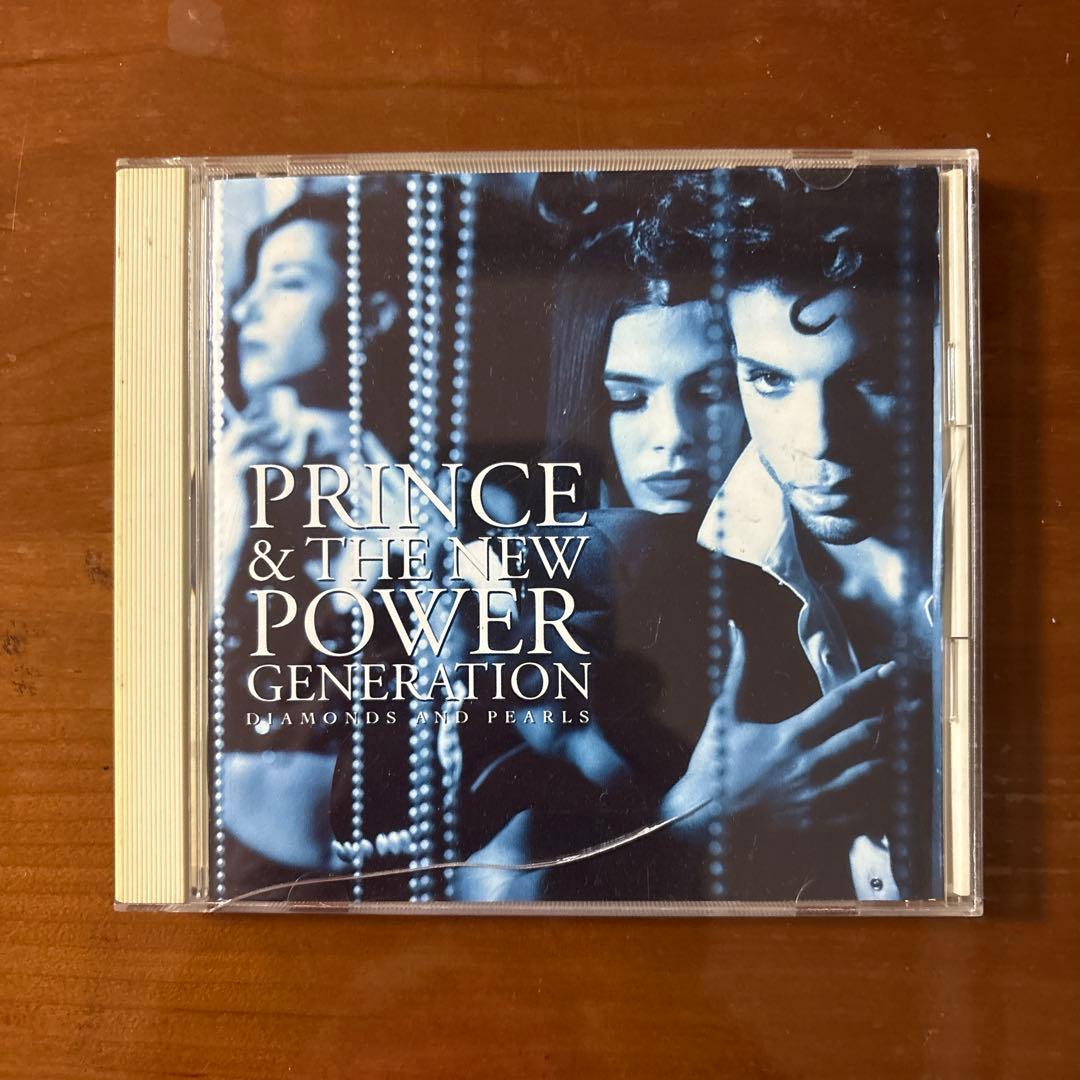 PRINCE
& THE NEW
POWER
GENERATION
DIAMONDS AND PEARLS